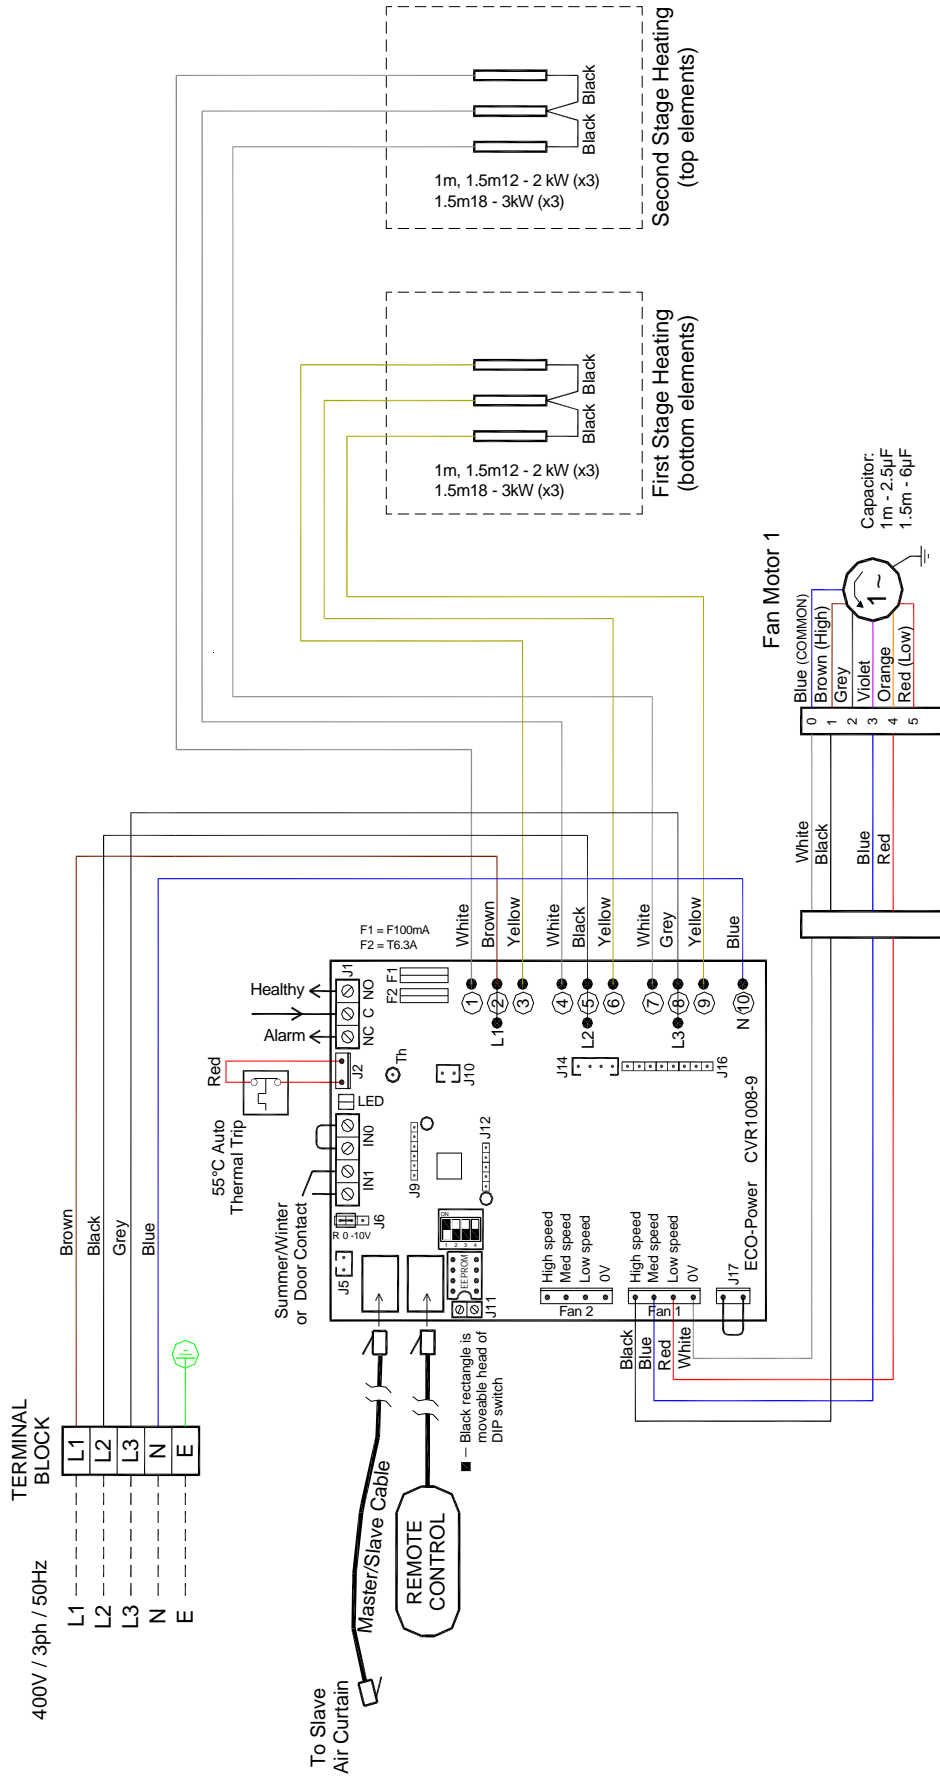 TERMINAL
BLOCK
400V / 3ph / 50Hz
L1
L2
L3
N
E
L1
L2
L3
N
E
Brown
Black
Grey
Blue
To Slave
Air Curtain
Master/Slave Cable
REMOTE
CONTROL
Black rectangle is
moveable head of
DIP switch
Summer/Winter
or Door Contact
55°C Auto
Thermal Trip
Red
Healthy
Alarm
F1 = F100mA
F2 = T6.3A
J5
J6
R 0 -10V
IN1
IN0
LED
J2
J1
NC
C
NO
F2
F1
Th
J10
J9
J12
ON
1 2 3 4
EEPROM
J11
J14
J16
High speed
Med speed
Low speed
0V
Fan 2
High speed
Med speed
Low speed
0V
Fan 1
J17
ECO-Power CVR1008-9
Black
Blue
Red
White
L1
L2
L3
N
1
2
3
4
5
6
7
8
9
10
White
Brown
Yellow
White
Black
Yellow
White
Grey
Yellow
Blue
1m, 1.5m12 - 2 kW (x3)
1.5m18 - 3kW (x3)
Black
Black
First Stage Heating
(bottom elements)
1m, 1.5m12 - 2 kW (x3)
1.5m18 - 3kW (x3)
Black
Black
Second Stage Heating
(top elements)
White
Black
Blue
Red
0
1
2
3
4
5
Blue (COMMON)
Brown (High)
Grey
Violet
Orange
Red (Low)
Fan Motor 1
1 ~
Capacitor:
1m - 2.5µF
1.5m - 6µF